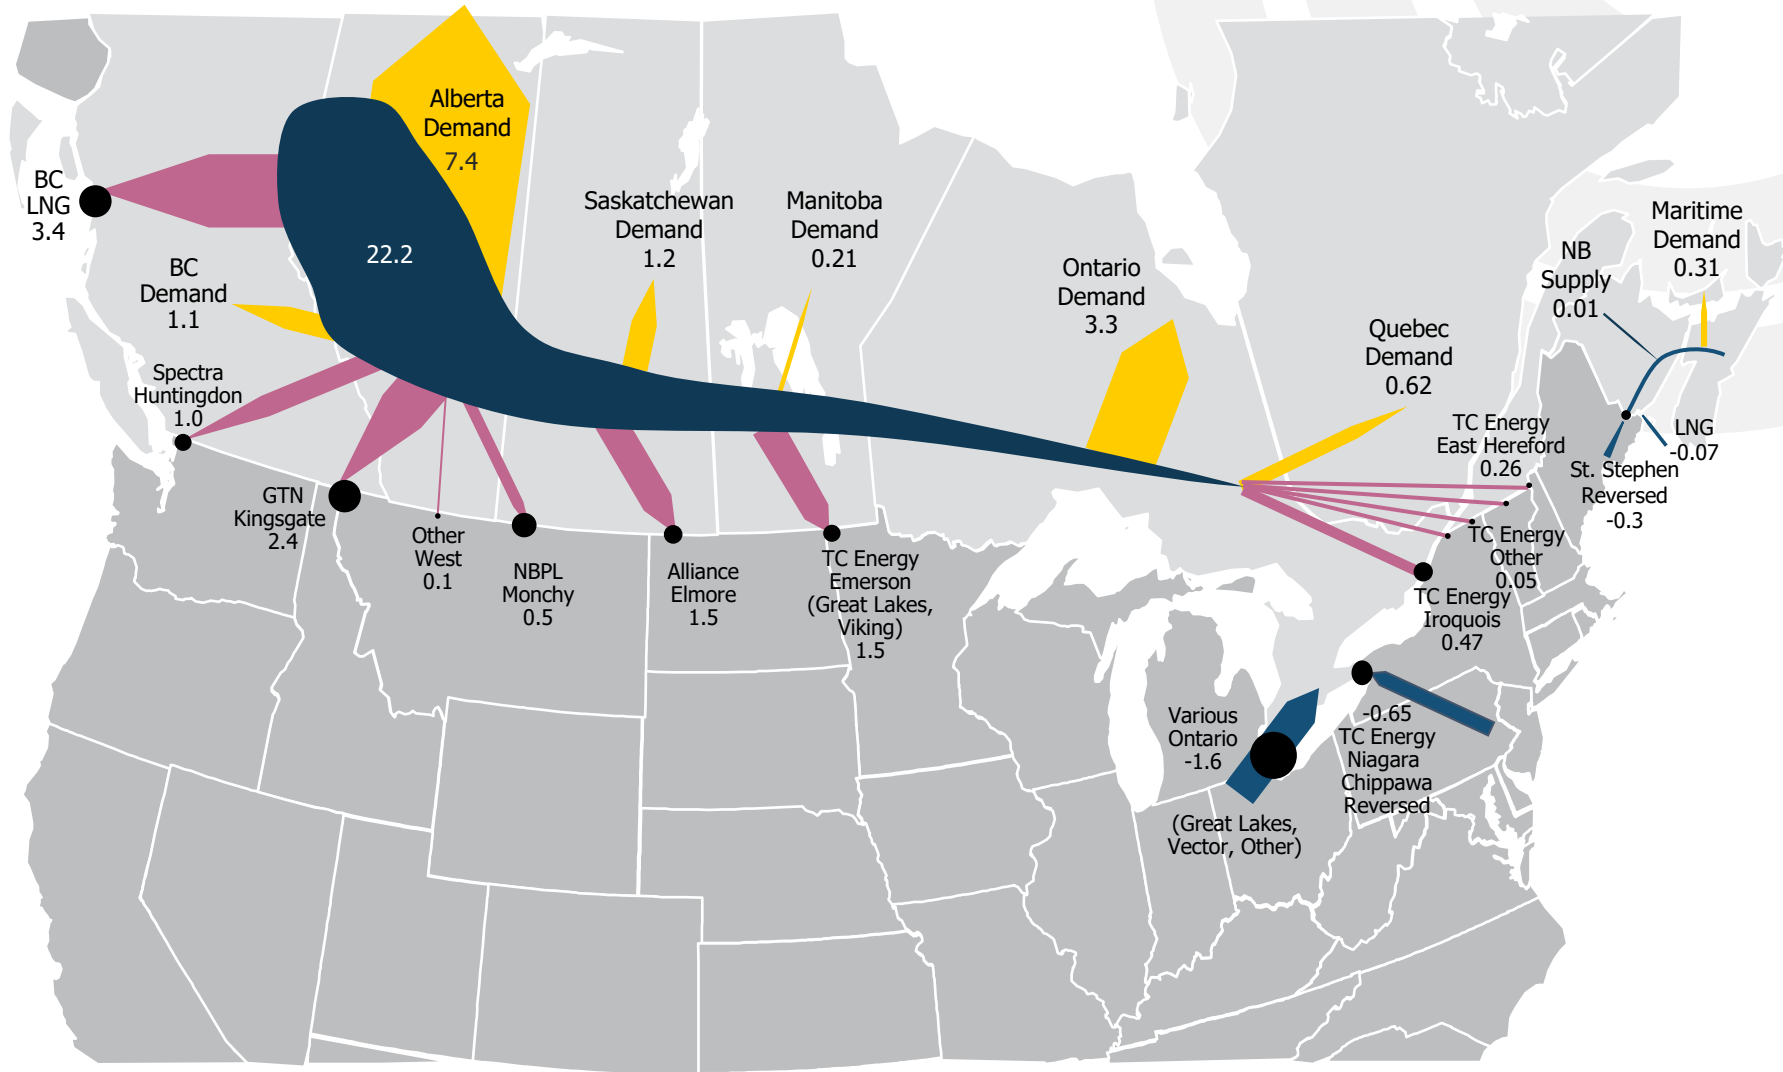 Alberta
Demand
7.4
BC
LNG
3.4
22.2
Saskatchewan
Demand
1.2
Manitoba
Demand
0.21
BC
Demand
1.1
Ontario
Demand
3.3
Quebec
Demand
0.62
NB
Supply
0.01
Maritime
Demand
0.31
Spectra
Huntingdon
1.0
GTN
Kingsgate
2.4
Other
West
0.1
NBPL
Monchy
0.5
Alliance
Elmore
1.5
TC Energy
Emerson
(Great Lakes,
Viking)
1.5
TC Energy
East Hereford
0.26
LNG
-0.07
St. Stephen
Reversed
-0.3
TC Energy
Other
0.05
TC Energy
Iroquois
0.47
Various
Ontario
-1.6
(Great Lakes,
Vector, Other)
-0.65
TC Energy
Niagara
Chippawa
Reversed